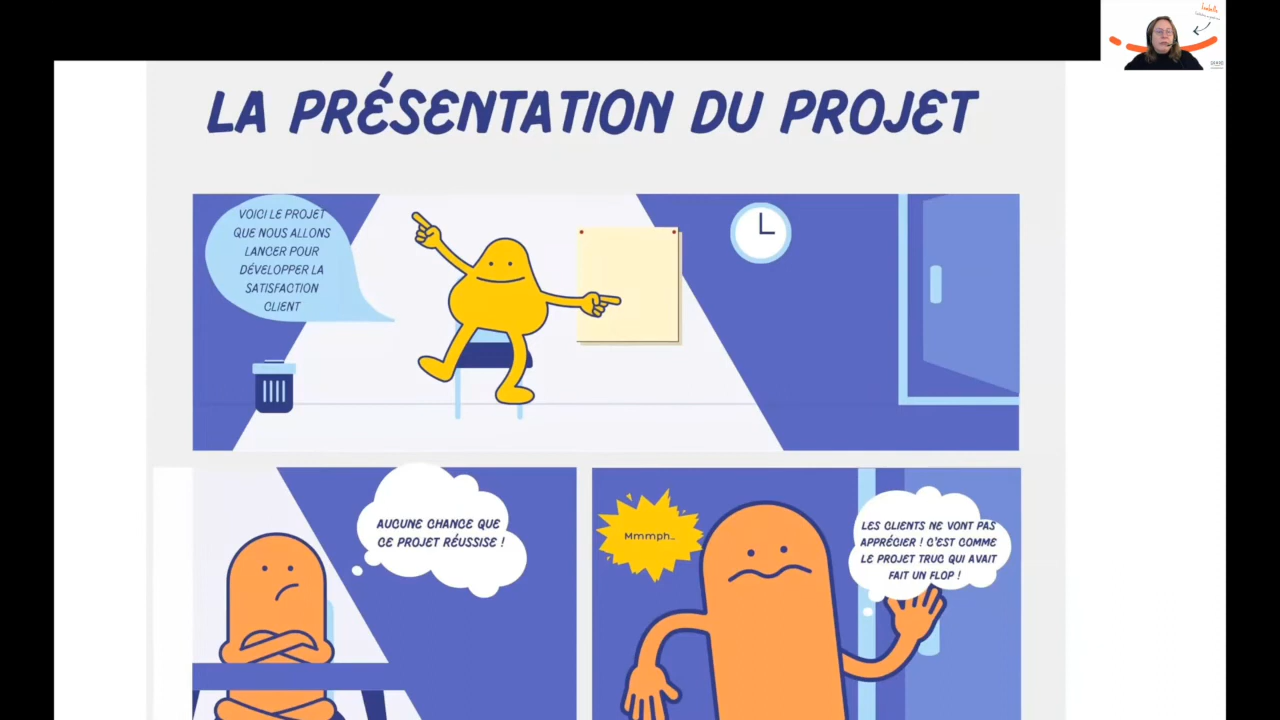 Isabelle
LA PRÉSENTATION DU PROJET
VOICI LE PROJET
QUE NOUS ALLONS
LANCER POUR
DÉVELOPPER LA
SATISFACTION
CLIENT
AUCUNE CHANCE QUE
CE PROJET RÉUSSISE !
Mmmph...
LES CLIENTS NE VONT PAS
APPRÉCIER ! C'EST COMME
LE PROJET TRUC QUI AVAIT
FAIT UN FLOP !